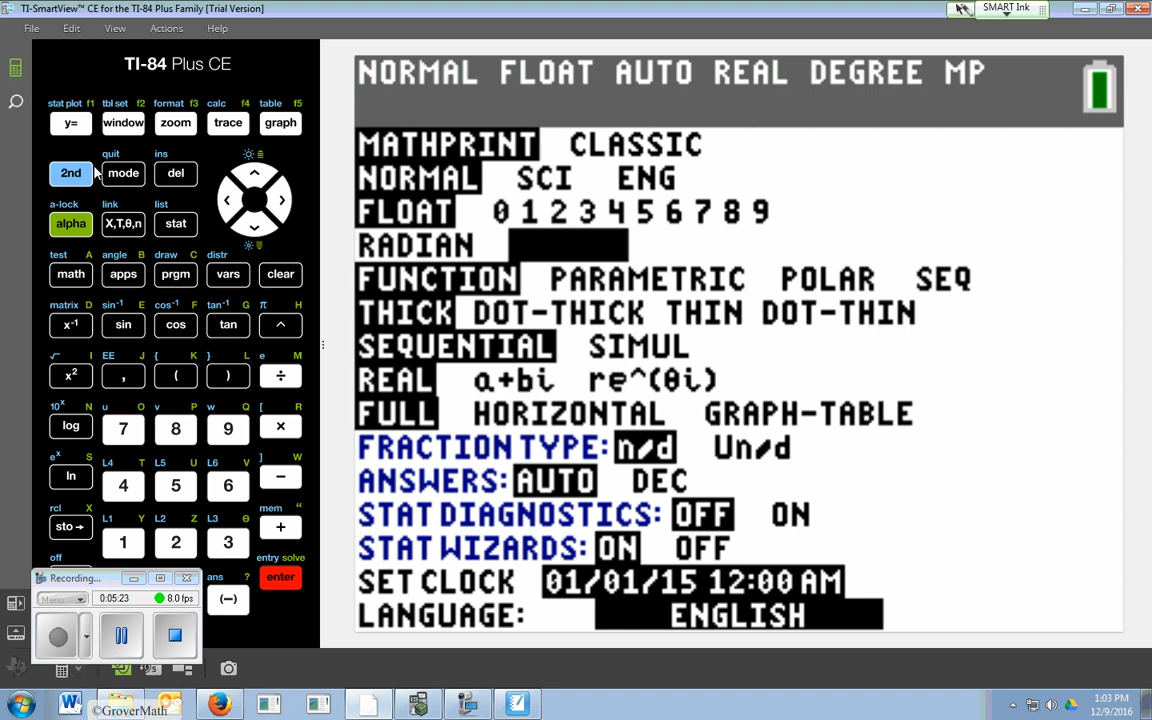 TI-SmartView™ CE for the TI-84 Plus Family [Trial Version]
SMART Ink
File Edit View Actions Help
TI-84 Plus CE
stat plot f1 tbl set f2 format f3 calc f4 table f5
y= window zoom trace graph
quit ins
2nd mode del
a-lock link list
alpha X,T,θ,n stat
test A angle B draw C distr
math apps prgm vars clear
matrix D sin⁻¹ E cos⁻¹ F tan⁻¹ G π H
x⁻¹ sin cos tan ^
√ I EE J { K } L e M
x² , ( ) ÷
10ˣ N u O v P w Q [ R
log 7 8 9 ×
eˣ S L4 T L5 U L6 V ] W
ln 4 5 6 −
rcl X L1 Y L2 Z L3 θ mem "
sto→ 1 2 3 +
off entry solve
enter
ans ?
(−)
Recording...
Menu 0:05:23 8.0 fps
NORMAL FLOAT AUTO REAL DEGREE MP
MATHPRINT CLASSIC
NORMAL SCI ENG
FLOAT 0 1 2 3 4 5 6 7 8 9
RADIAN
FUNCTION PARAMETRIC POLAR SEQ
THICK DOT-THICK THIN DOT-THIN
SEQUENTIAL SIMUL
REAL a+bi re^(θi)
FULL HORIZONTAL GRAPH-TABLE
FRACTION TYPE: n/d Un/d
ANSWERS: AUTO DEC
STAT DIAGNOSTICS: OFF ON
STAT WIZARDS: ON OFF
SET CLOCK 01/01/15 12:00 AM
LANGUAGE: ENGLISH
©GroverMath
1:03 PM
12/9/2016